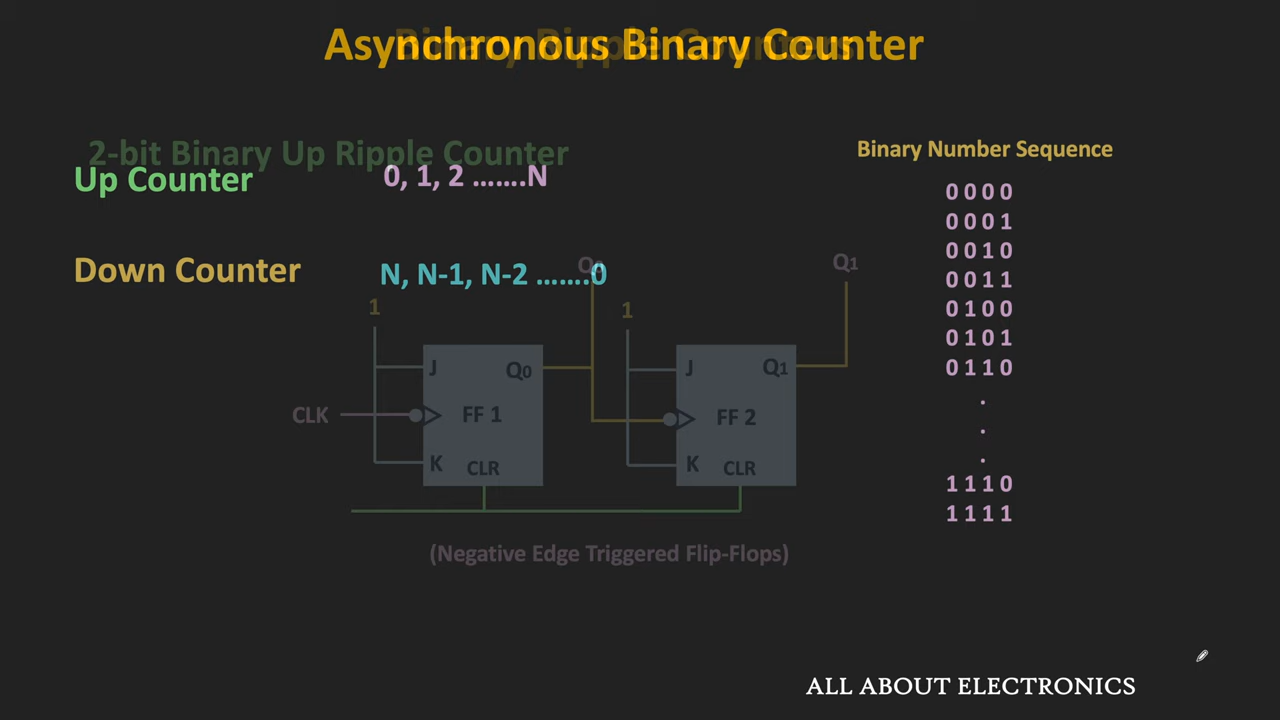 Asynchronous Binary Counter
Binary Ripple Counters
2-bit Binary Up Ripple Counter
Up Counter 0, 1, 2 …….N
Down Counter N, N-1, N-2 …….0
Binary Number Sequence
0 0 0 0
0 0 0 1
0 0 1 0
0 0 1 1
0 1 0 0
0 1 0 1
0 1 1 0
.
.
.
1 1 1 0
1 1 1 1
Q0
Q1
1
1
J
Q0
J
Q1
CLK
FF 1
FF 2
K
CLR
K
CLR
(Negative Edge Triggered Flip-Flops)
ALL ABOUT ELECTRONICS